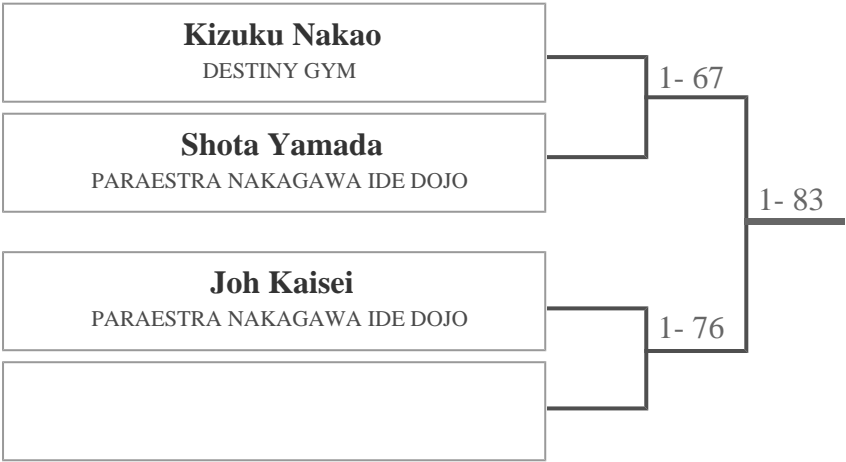 Kizuku Nakao
DESTINY GYM
1- 67
Shota Yamada
PARAESTRA NAKAGAWA IDE DOJO
1- 83
Joh Kaisei
PARAESTRA NAKAGAWA IDE DOJO
1- 76